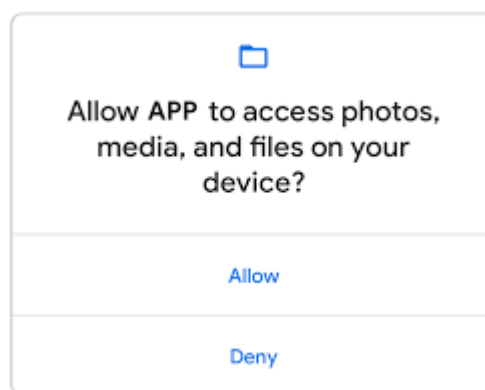 Allow APP to access photos,
media, and files on your
device?
Allow
Deny